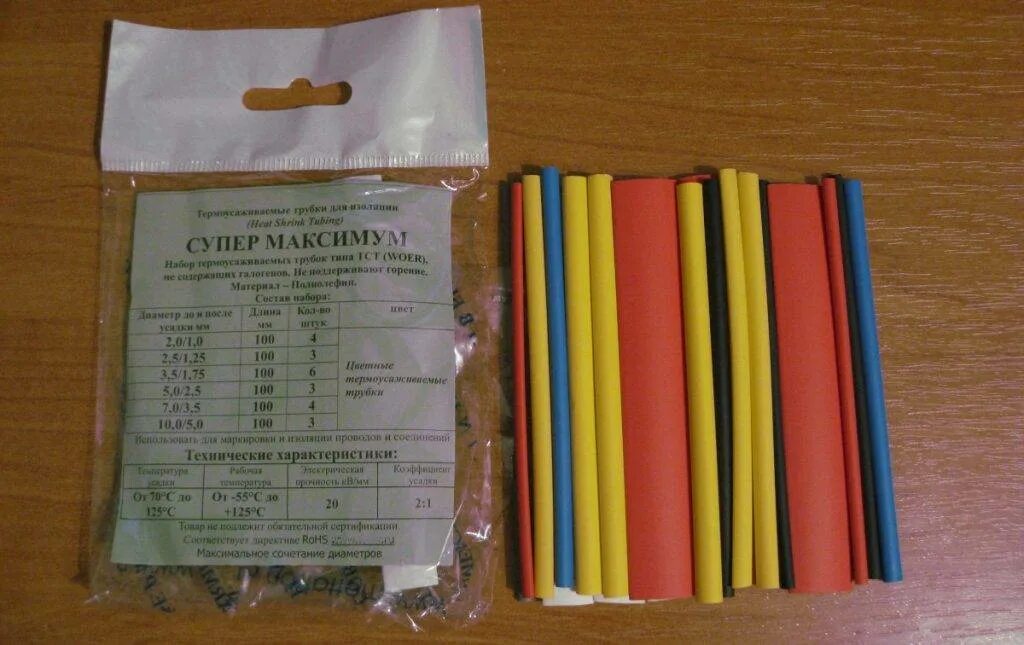 Термоусаживаемые трубки для изоляции
(Heat Shrink Tubing)
СУПЕР МАКСИМУМ
Набор термоусаживаемых трубок типа ТСТ (WOER),
не содержащих галогенов. Не поддерживают горение.
Материал – Полиолефин.
Состав набора:
Диаметр до и после усадки мм Длина мм Кол-во штук цвет
2,0/1,0 100 4
2,5/1,25 100 3
3,5/1,75 100 6
5,0/2,5 100 3
7,0/3,5 100 4
10,0/5,0 100 3
Цветные
термоусаживаемые
трубки
Использовать для маркировки и изоляции проводов и соединений
Технические характеристики:
Температура усадки Рабочая температура Электрическая прочность кВ/мм Коэффициент усадки
От 70°С до 125°С От -55°С до +125°С 20 2:1
Товар не подлежит обязательной сертификации
Соответствует директиве RoHS
Максимальное сочетание диаметров